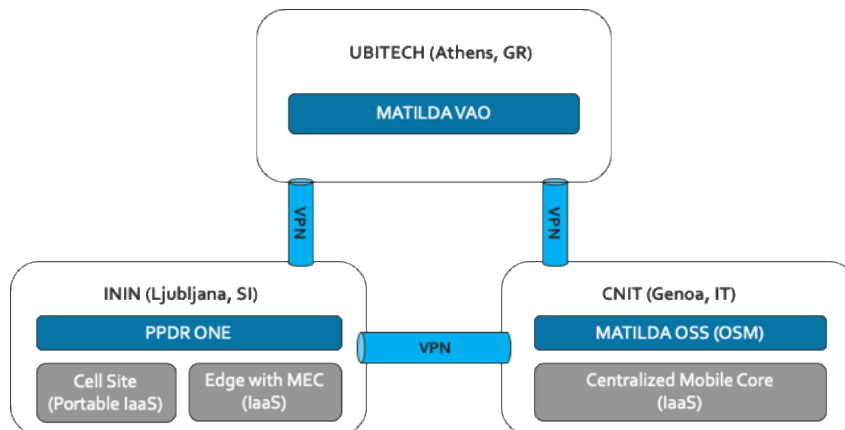 UBITECH (Athens, GR)
MATILDA VAO
VPN
VPN
ININ (Ljubljana, SI)
CNIT (Genoa, IT)
PPDR ONE
VPN
MATILDA OSS (OSM)
Cell Site
(Portable IaaS)
Edge with MEC
(IaaS)
Centralized Mobile Core
(IaaS)